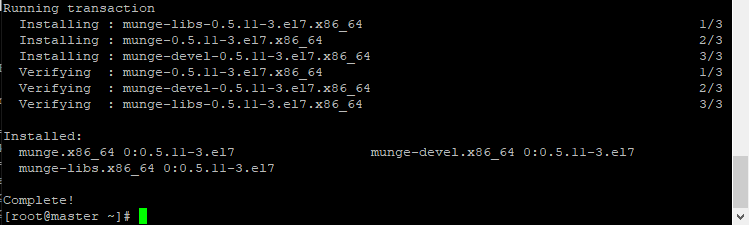 Running transaction
  Installing : munge-libs-0.5.11-3.el7.x86_64                                          1/3
  Installing : munge-0.5.11-3.el7.x86_64                                               2/3
  Installing : munge-devel-0.5.11-3.el7.x86_64                                         3/3
  Verifying  : munge-0.5.11-3.el7.x86_64                                               1/3
  Verifying  : munge-devel-0.5.11-3.el7.x86_64                                         2/3
  Verifying  : munge-libs-0.5.11-3.el7.x86_64                                          3/3

Installed:
  munge.x86_64 0:0.5.11-3.el7                 munge-devel.x86_64 0:0.5.11-3.el7
  munge-libs.x86_64 0:0.5.11-3.el7

Complete!
[root@master ~]#